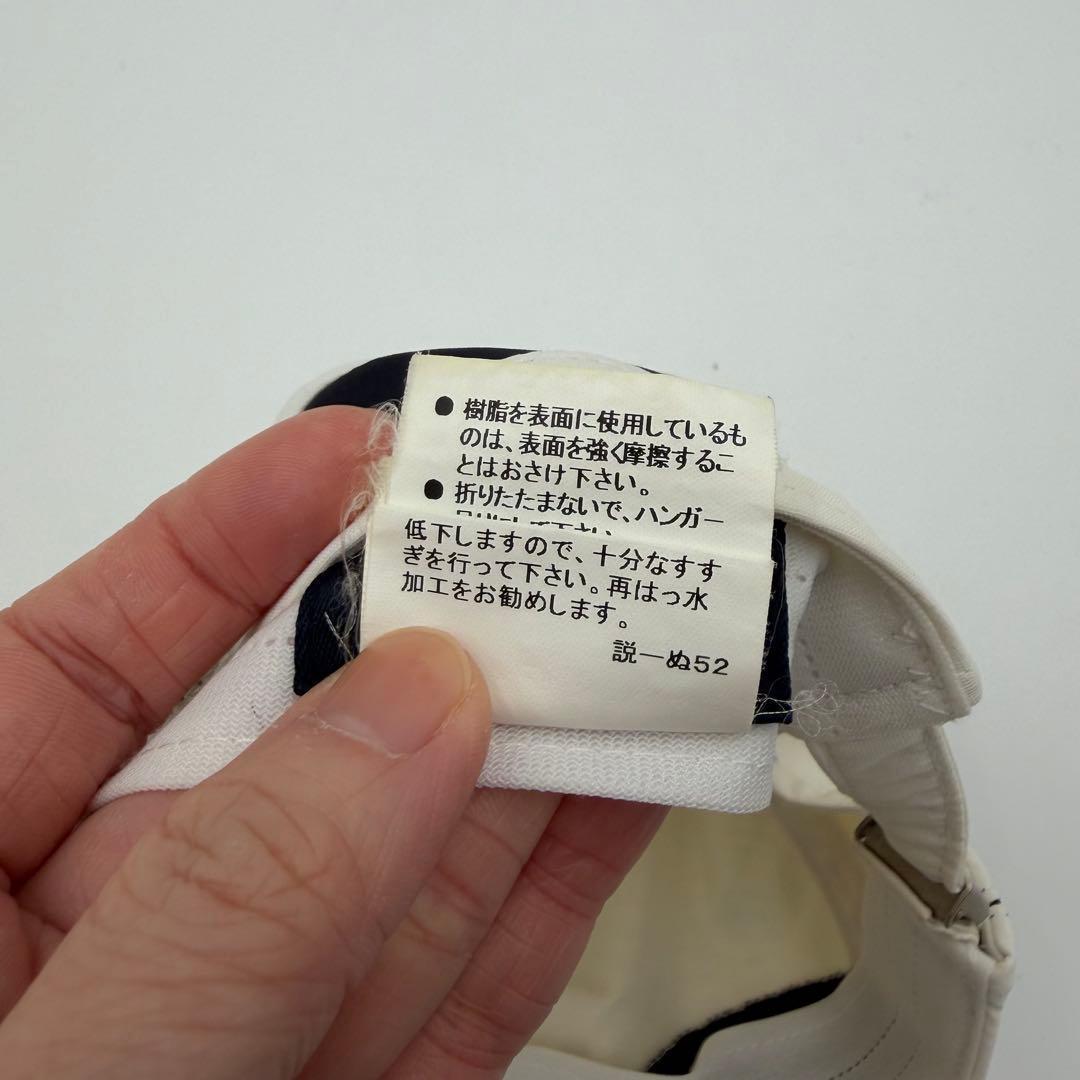 ● 樹脂を表面に使用しているも
のは、表面を強く摩擦するこ
とはおさけ下さい。
● 折りたたまないで、ハンガー
低下しますので、十分なすす
ぎを行って下さい。再はっ水
加工をお勧めします。
説ーぬ52